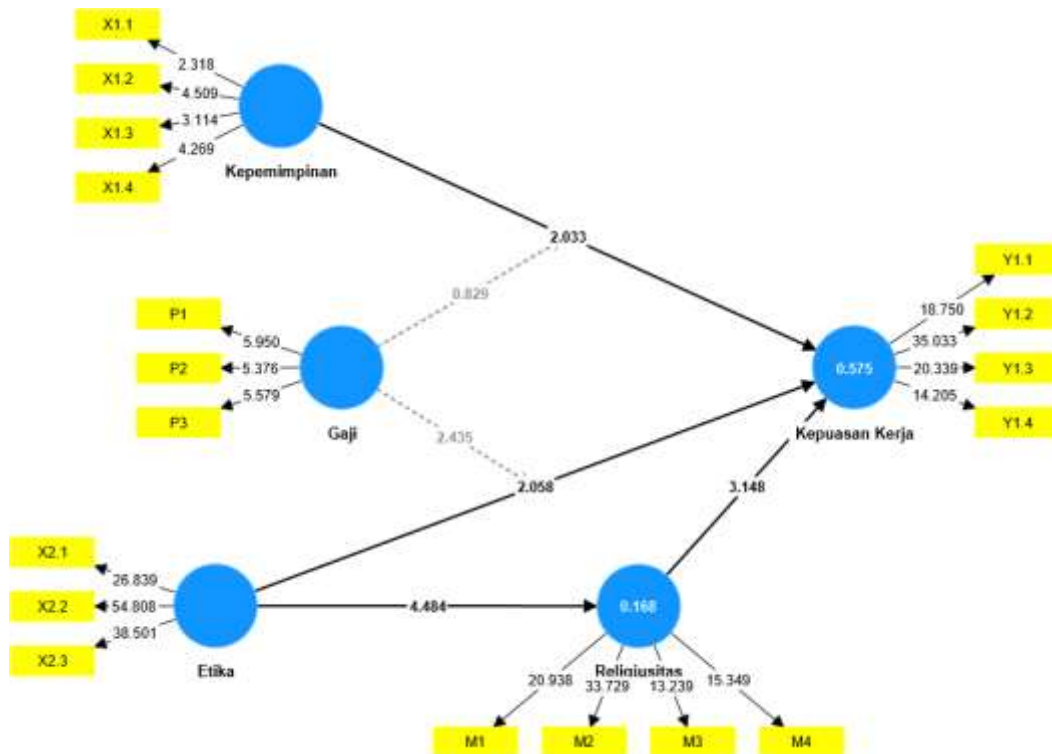 X1.1
2.318
X1.2
4.509
X1.3
3.114
X1.4
4.269
Kepemimpinan
2.033
0.829
P1
5.950
P2
5.376
P3
5.579
Gaji
2.435
Y1.1
18.750
Y1.2
35.033
0.575
20.339
Y1.3
14.205
Y1.4
Kepuasan Kerja
2.058
3.148
X2.1
26.839
X2.2
54.808
X2.3
38.501
Etika
4.484
0.168
Religiusitas
20.938
33.729
13.239
15.349
M1
M2
M3
M4